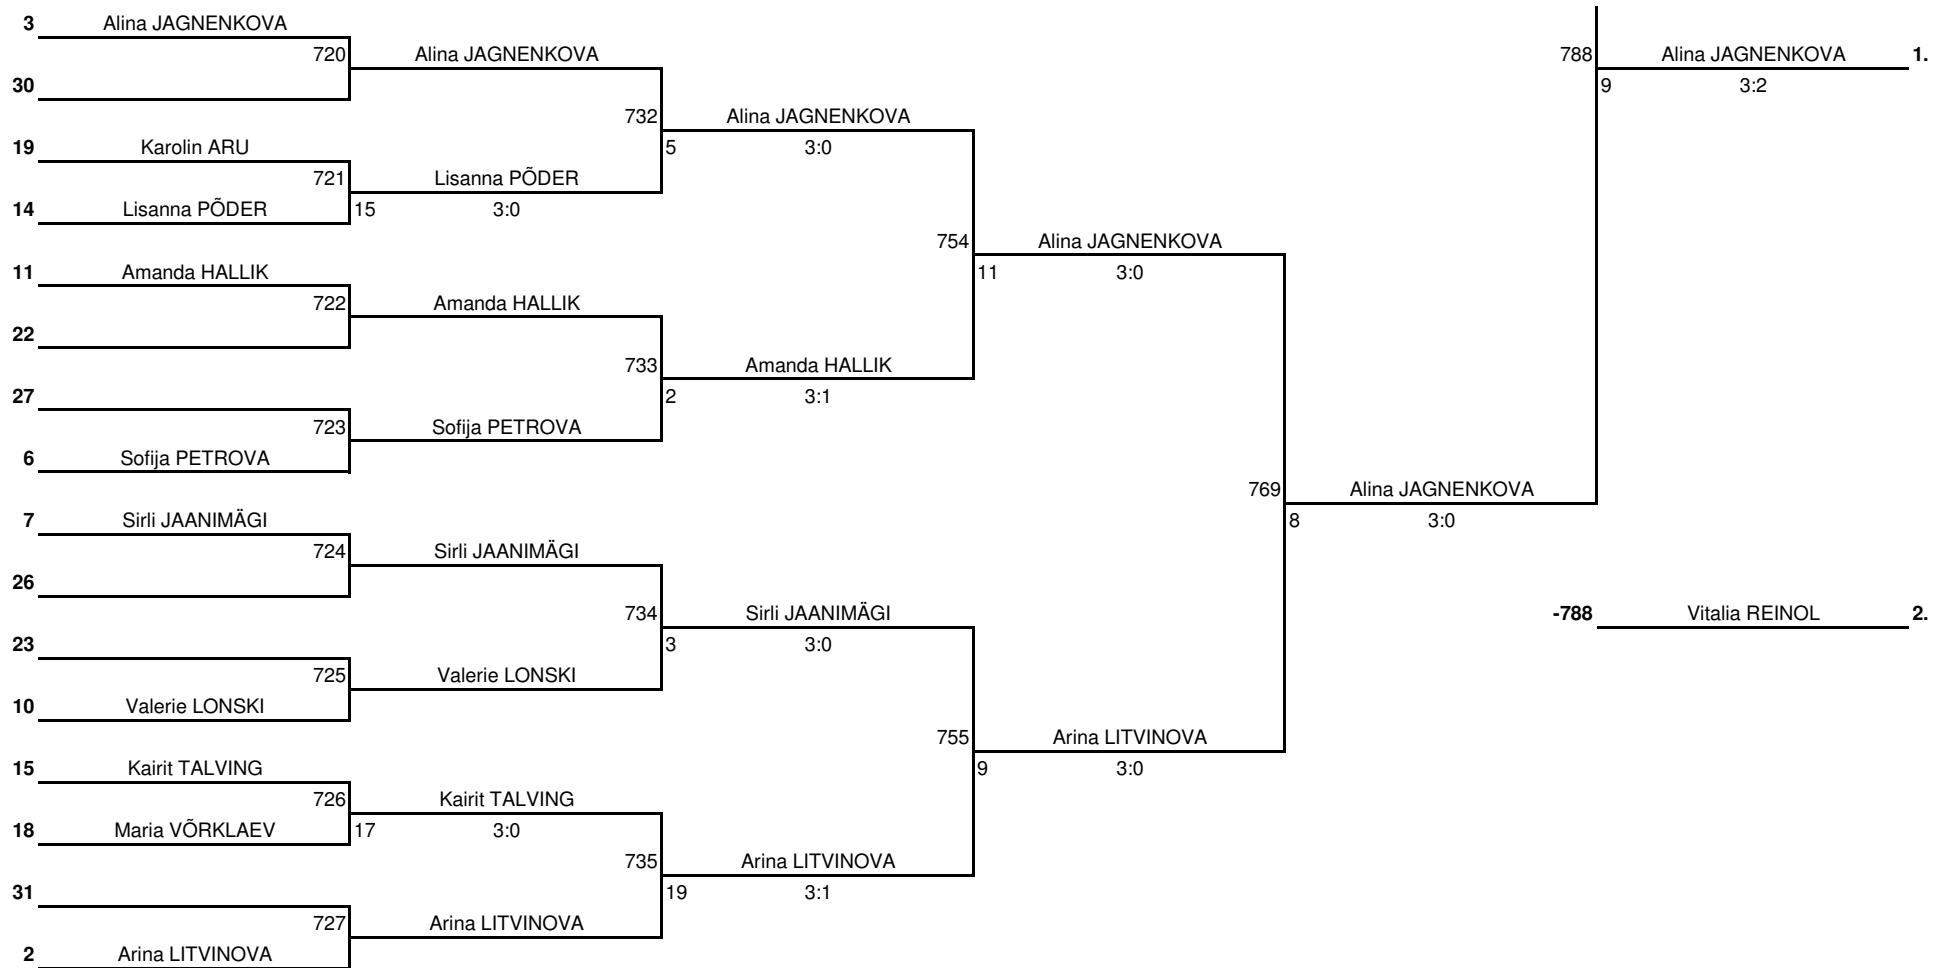 3 Alina JAGNENKOVA
720 Alina JAGNENKOVA 788 Alina JAGNENKOVA 1.
30 9 3:2
732 Alina JAGNENKOVA
19 Karolin ARU 5 3:0
721 Lisanna PÕDER
14 Lisanna PÕDER 15 3:0
754 Alina JAGNENKOVA
11 Amanda HALLIK 11 3:0
722 Amanda HALLIK
22
733 Amanda HALLIK
27 2 3:1
723 Sofija PETROVA
6 Sofija PETROVA
769 Alina JAGNENKOVA
7 Sirli JAANIMÄGI 8 3:0
724 Sirli JAANIMÄGI
26
734 Sirli JAANIMÄGI -788 Vitalia REINOL 2.
23 3 3:0
725 Valerie LONSKI
10 Valerie LONSKI
755 Arina LITVINOVA
15 Kairit TALVING 9 3:0
726 Kairit TALVING
18 Maria VÕRKLAEV 17 3:0
735 Arina LITVINOVA
31 19 3:1
727 Arina LITVINOVA
2 Arina LITVINOVA